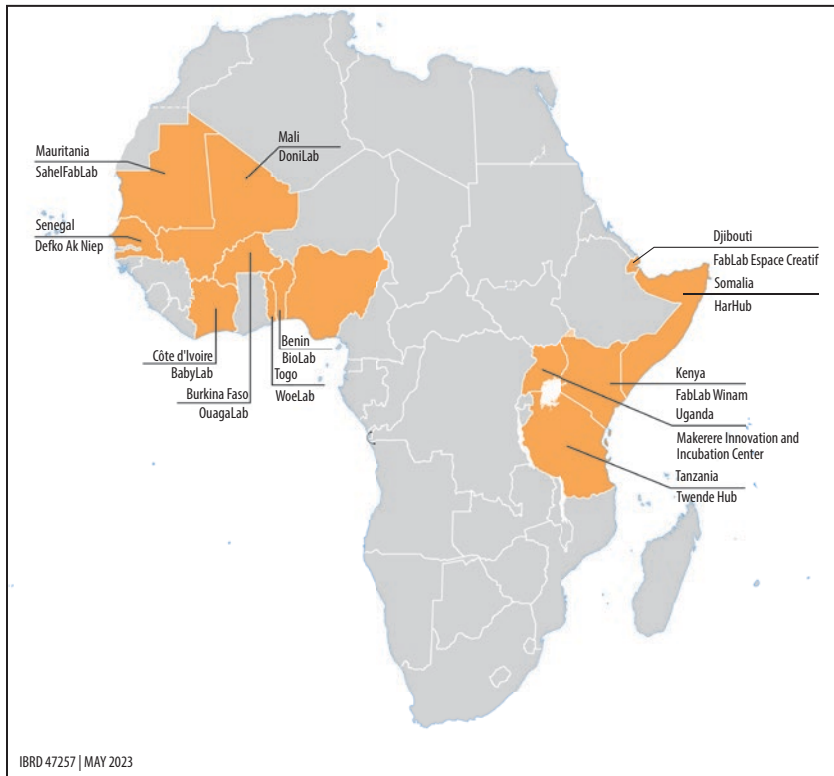 Mauritania
SahelFabLab
Mali
DoniLab
Senegal
Defko Ak Niep
Djibouti
FabLab Espace Creatif
Somalia
HarHub
Côte d'Ivoire
BabyLab
Burkina Faso
OuagaLab
Benin
BioLab
Togo
WoeLab
Kenya
FabLab Winam
Uganda
Makerere Innovation and
Incubation Center
Tanzania
Twende Hub
IBRD 47257 | MAY 2023